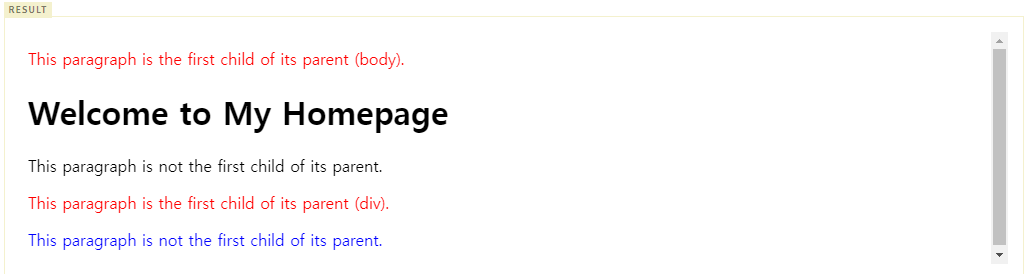 RESULT
This paragraph is the first child of its parent (body).
Welcome to My Homepage
This paragraph is not the first child of its parent.
This paragraph is the first child of its parent (div).
This paragraph is not the first child of its parent.